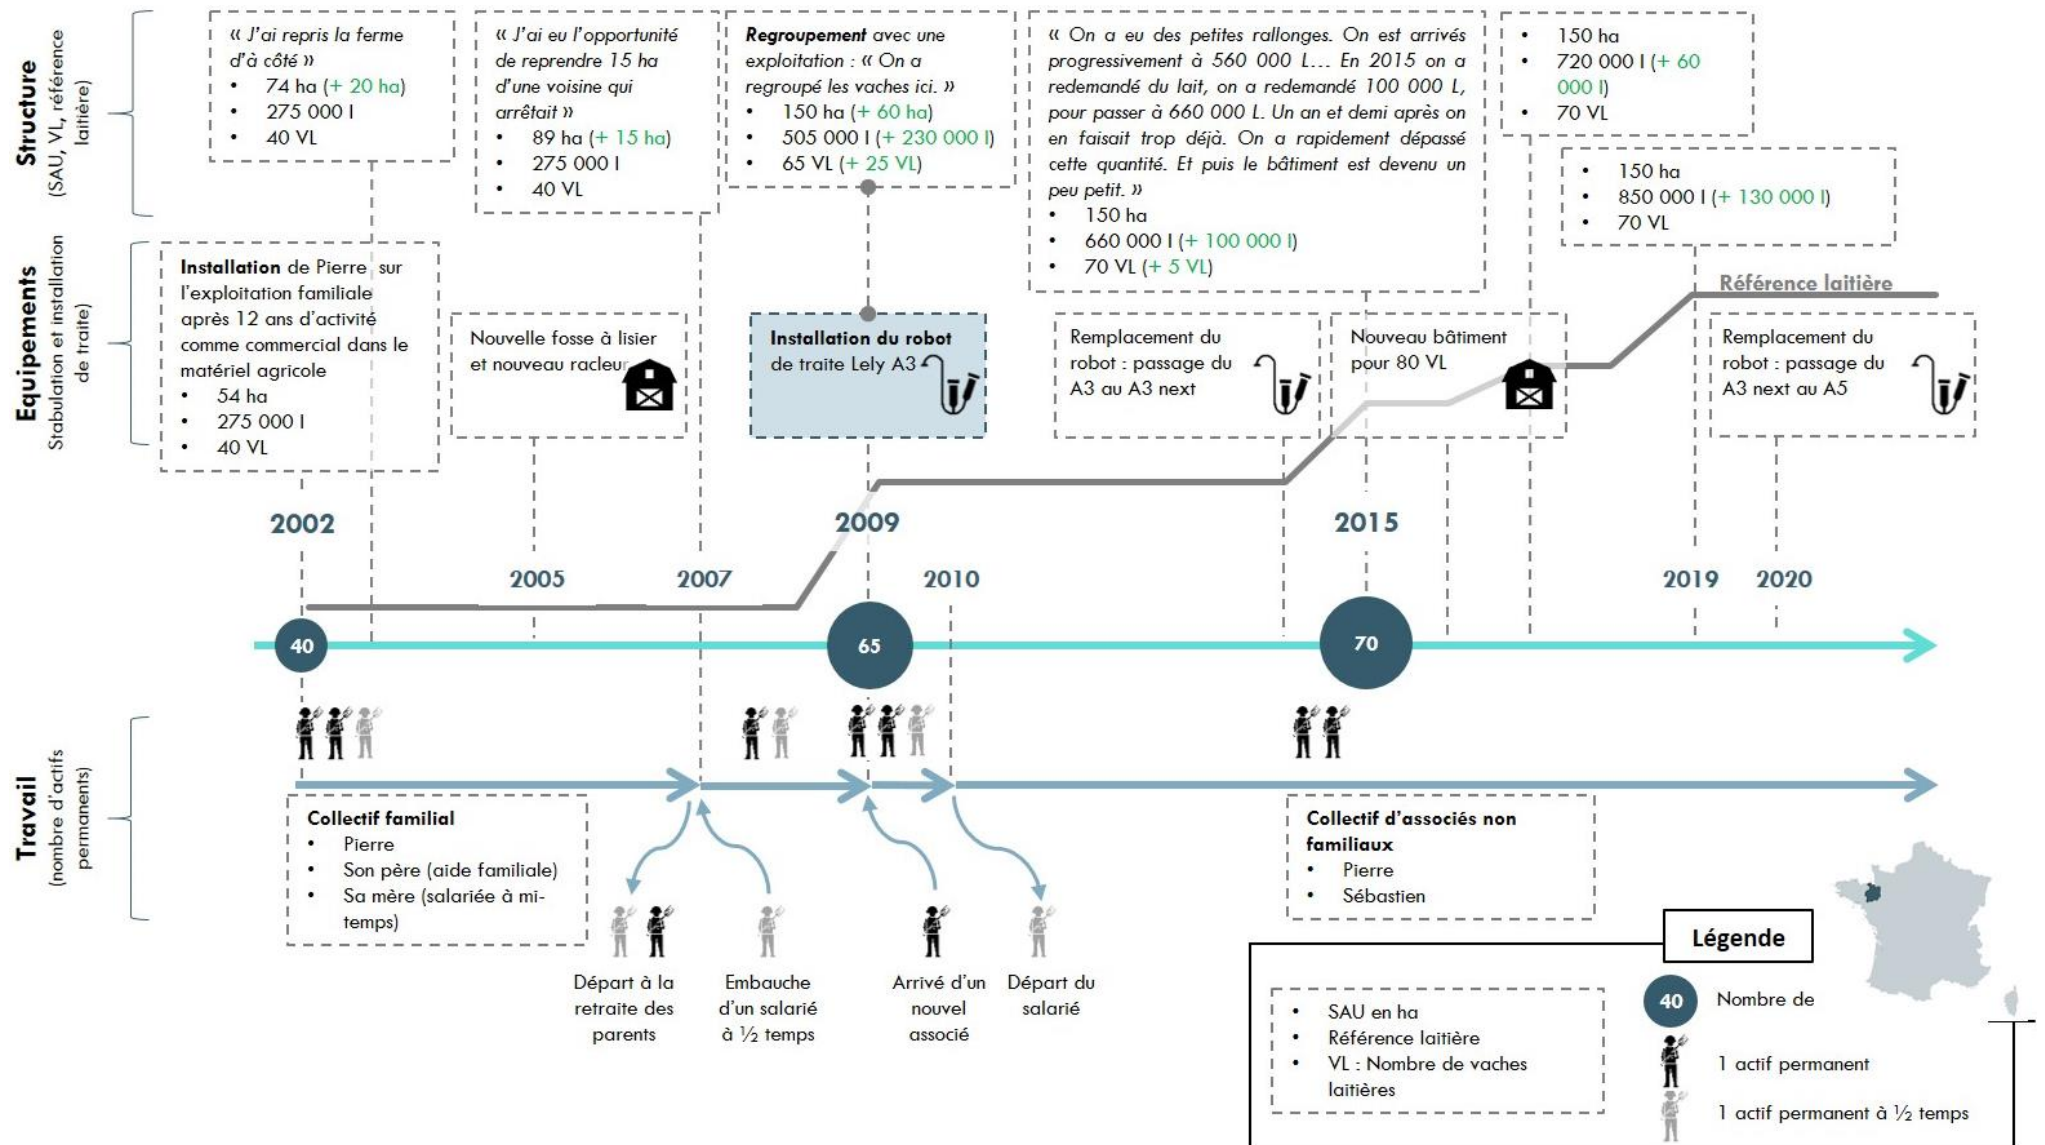 Structure
(SAU, VL, référence
laitière)
« J'ai repris la ferme
d'à côté »
• 74 ha (+ 20 ha)
• 275 000 l
• 40 VL
« J'ai eu l'opportunité
de reprendre 15 ha
d'une voisine qui
arrêtait »
• 89 ha (+ 15 ha)
• 275 000 l
• 40 VL
Regroupement avec une
exploitation : « On a
regroupé les vaches ici. »
• 150 ha (+ 60 ha)
• 505 000 l (+ 230 000 l)
• 65 VL (+ 25 VL)
« On a eu des petites rallonges. On est arrivés
progressivement à 560 000 L... En 2015 on a
redemandé du lait, on a redemandé 100 000 L,
pour passer à 660 000 L. Un an et demi après on
en faisait trop déjà. On a rapidement dépassé
cette quantité. Et puis le bâtiment est devenu un
peu petit. »
• 150 ha
• 660 000 l (+ 100 000 l)
• 70 VL (+ 5 VL)
• 150 ha
• 720 000 l (+ 60
000 l)
• 70 VL
• 150 ha
• 850 000 l (+ 130 000 l)
• 70 VL
Equipements
Stabulation et installation
de traite)
Installation de Pierre sur
l'exploitation familiale
après 12 ans d'activité
comme commercial dans le
matériel agricole
• 54 ha
• 275 000 l
• 40 VL
Nouvelle fosse à lisier
et nouveau racleur
Installation du robot
de traite Lely A3
Remplacement du
robot : passage du
A3 au A3 next
Nouveau bâtiment
pour 80 VL
Référence laitière
Remplacement du
robot : passage du
A3 next au A5
2002
2005
2007
2009
2010
2015
2019
2020
40
65
70
Travail
(nombre d'actifs
permanents)
Collectif familial
• Pierre
• Son père (aide familiale)
• Sa mère (salariée à mi-
temps)
Départ à la
retraite des
parents
Embauche
d'un salarié
à ½ temps
Arrivé d'un
nouvel
associé
Départ du
salarié
Collectif d'associés non
familiaux
• Pierre
• Sébastien
Légende
• SAU en ha
• Référence laitière
• VL : Nombre de vaches
laitières
40
Nombre de
1 actif permanent
1 actif permanent à ½ temps